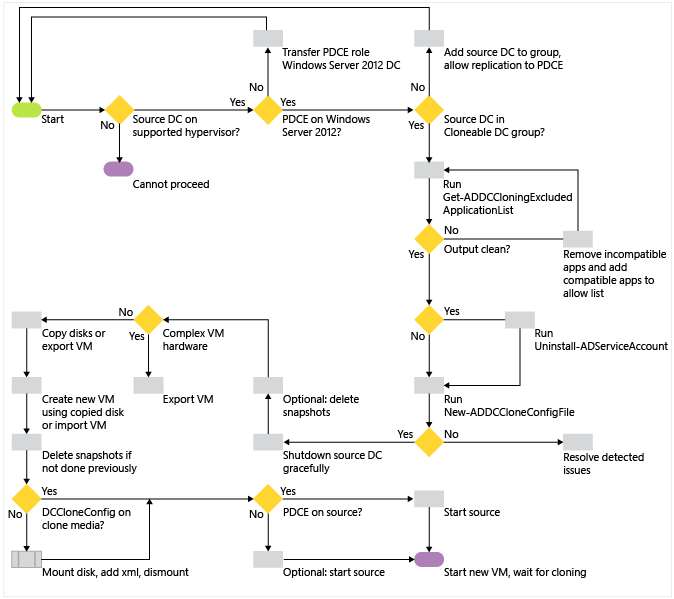 Transfer PDCE role
Windows Server 2012 DC
Add source DC to group,
allow replication to PDCE
No
No
Yes
Yes
Start
No
Source DC on
supported hypervisor?
PDCE on Windows
Server 2012?
Yes
Source DC in
Cloneable DC group?
Cannot proceed
Run
Get-ADDCCloningExcluded
ApplicationList
No
Output clean?
Yes
Remove incompatible
apps and add
compatible apps to
allow list
No
Yes
Copy disks or
export VM
Yes
Complex VM
hardware
No
Run
Uninstall-ADServiceAccount
Create new VM
using copied disk
or import VM
Export VM
Optional: delete
snapshots
Run
New-ADDCCloneConfigFile
Yes
No
Delete snapshots if
not done previously
Shutdown source DC
gracefully
Resolve detected
issues
Yes
Yes
No
DCCloneConfig on
clone media?
No
PDCE on source?
Start source
Mount disk, add xml, dismount
Optional: start source
Start new VM, wait for cloning